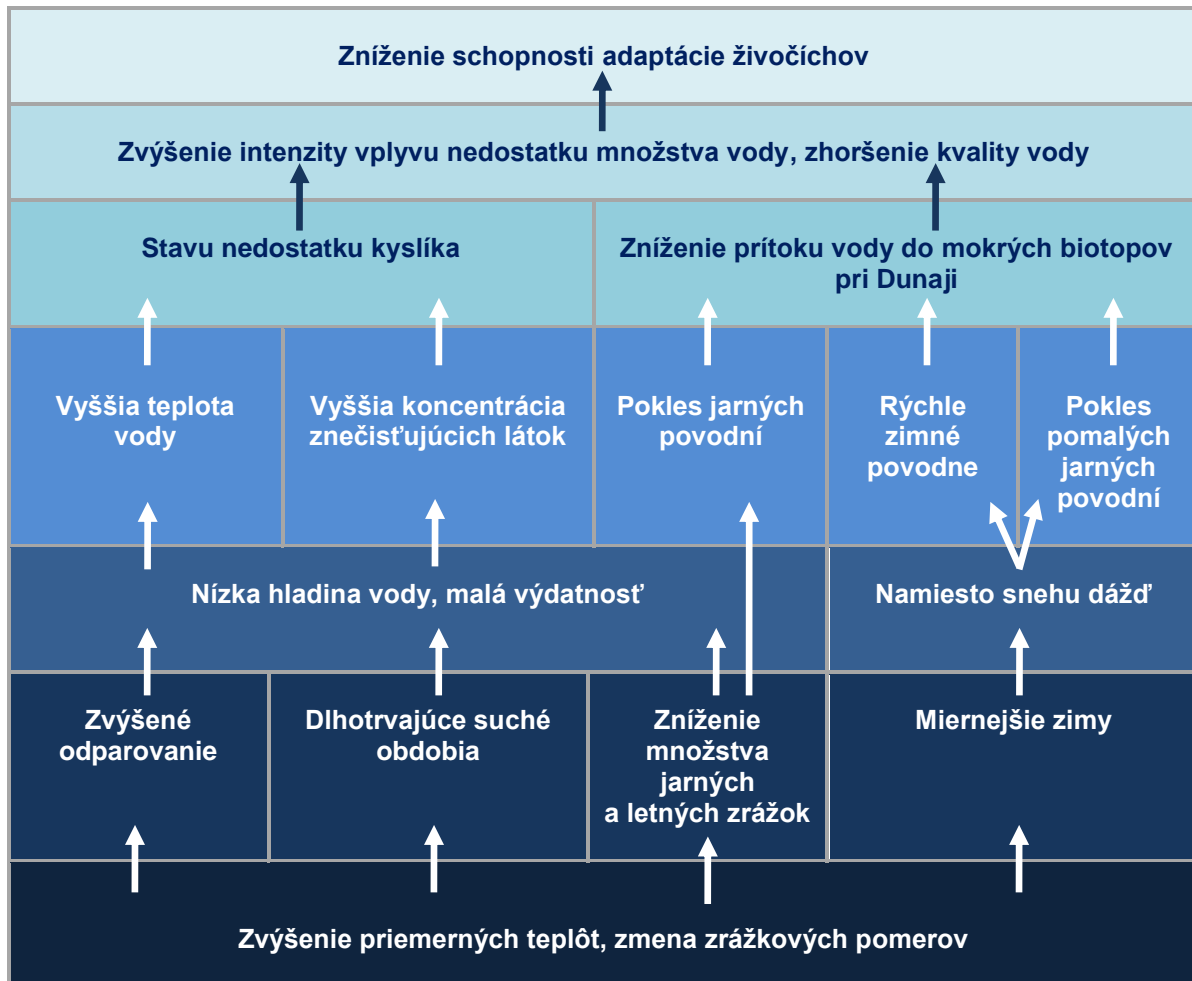 Zníženie schopnosti adaptácie živočíchov
Zvýšenie intenzity vplyvu nedostatku množstva vody, zhoršenie kvality vody
Stavu nedostatku kyslíka
Zníženie prítoku vody do mokrých biotopov
pri Dunaji
Vyššia teplota
vody
Vyššia koncentrácia
znečisťujúcich látok
Pokles jarných
povodní
Rýchle
zimné
povodne
Pokles
pomalých
jarných
povodní
Nízka hladina vody, malá výdatnosť
Namiesto snehu dážď
Zvýšené
odparovanie
Dlhotrvajúce suché
obdobia
Zníženie
množstva
jarných
a letných zrážok
Miernejšie zimy
Zvýšenie priemerných teplôt, zmena zrážkových pomerov